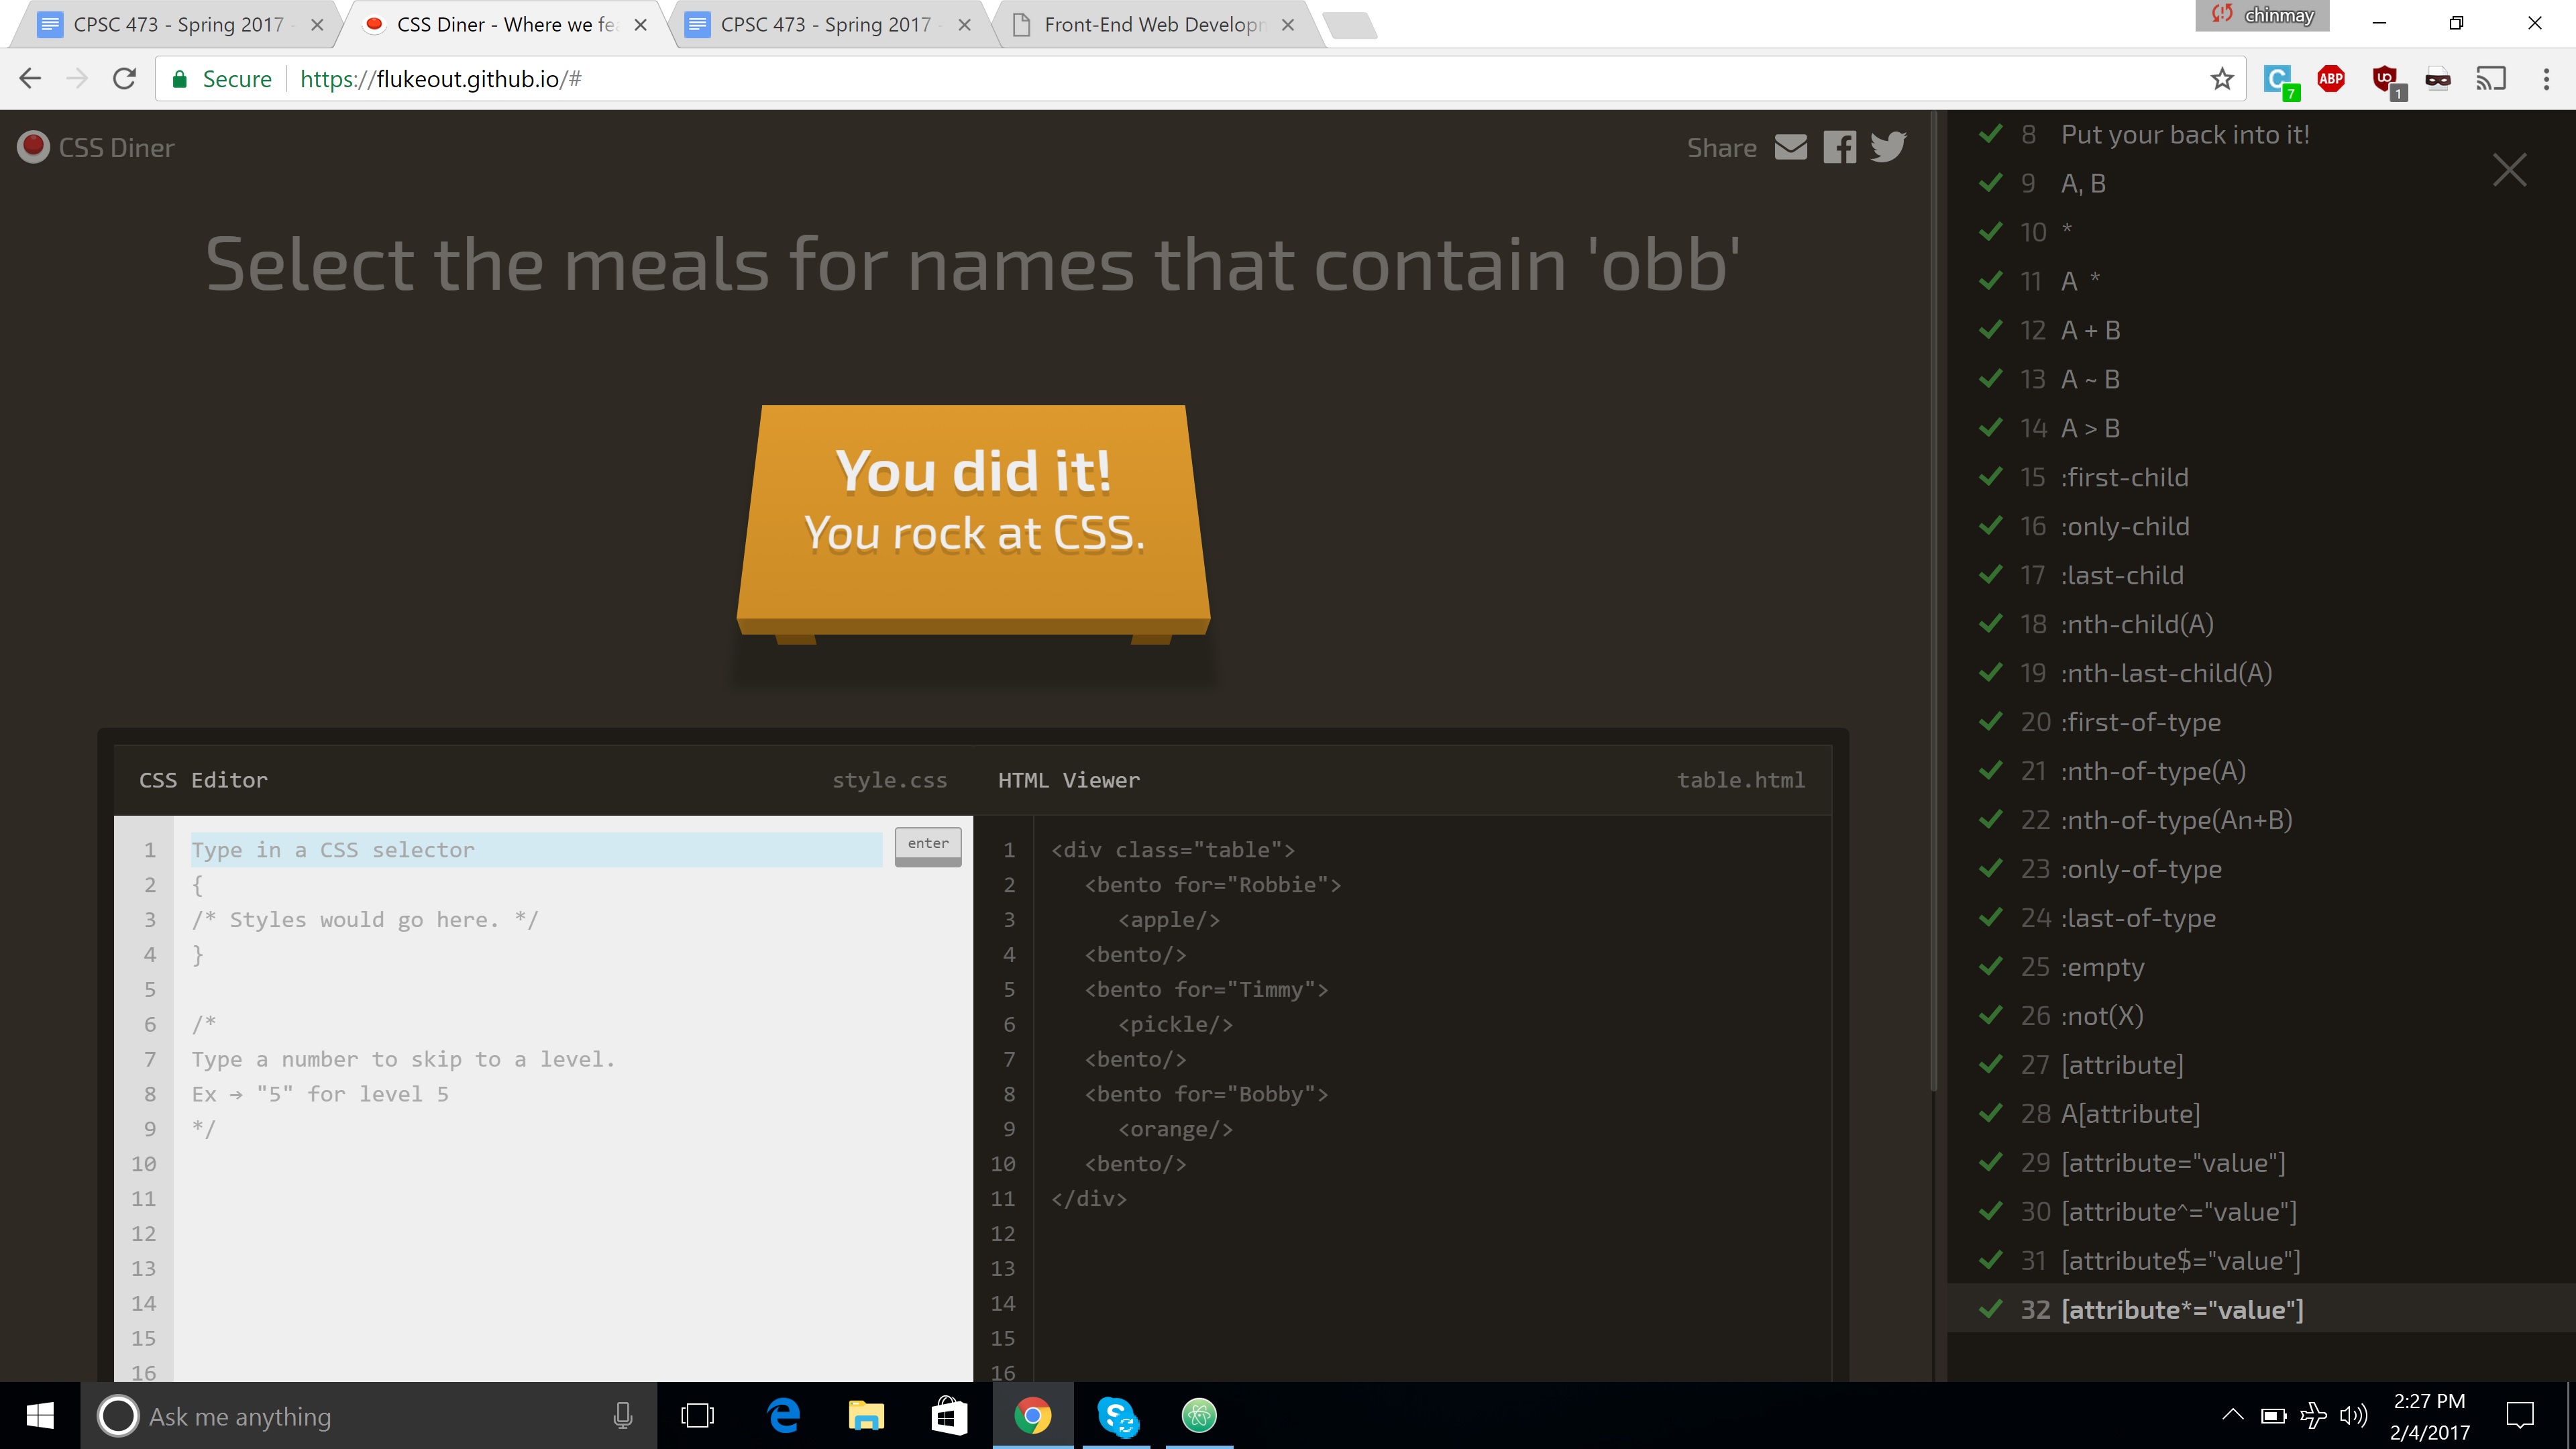 CPSC 473 - Spring 2017 -
CSS Diner - Where we fea
CPSC 473 - Spring 2017 -
Front-End Web Developm
chinmay
Secure https://flukeout.github.io/#
C 7 ABP UO 1
CSS Diner
Share
Select the meals for names that contain 'obb'
You did it!
You rock at CSS.
CSS Editor style.css
1 Type in a CSS selector
enter
2 {
3 /* Styles would go here. */
4 }
5
6 /*
7 Type a number to skip to a level.
8 Ex → "5" for level 5
9 */
10
11
12
13
14
15
16
HTML Viewer table.html
1 <div class="table">
2 <bento for="Robbie">
3 <apple/>
4 <bento/>
5 <bento for="Timmy">
6 <pickle/>
7 <bento/>
8 <bento for="Bobby">
9 <orange/>
10 <bento/>
11 </div>
12
13
14
15
16
8 Put your back into it!
9 A, B
10 *
11 A *
12 A + B
13 A ~ B
14 A > B
15 :first-child
16 :only-child
17 :last-child
18 :nth-child(A)
19 :nth-last-child(A)
20 :first-of-type
21 :nth-of-type(A)
22 :nth-of-type(An+B)
23 :only-of-type
24 :last-of-type
25 :empty
26 :not(X)
27 [attribute]
28 A[attribute]
29 [attribute="value"]
30 [attribute^="value"]
31 [attribute$="value"]
32 [attribute*="value"]
Ask me anything
2:27 PM
2/4/2017